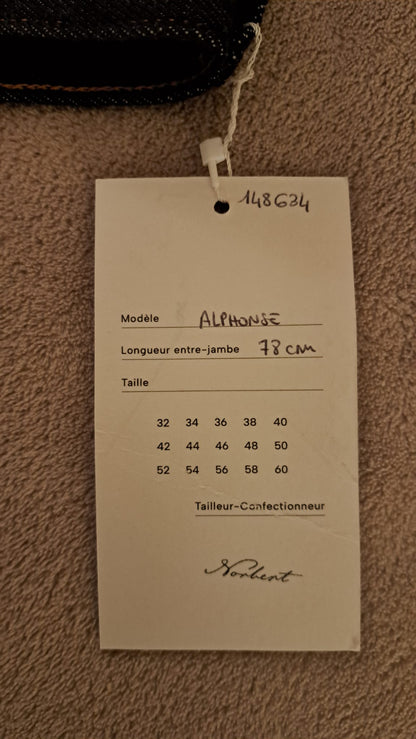 148634
Modèle ALPHONSE
Longueur entre-jambe 78 cm
Taille
32 34 36 38 40
42 44 46 48 50
52 54 56 58 60
Tailleur-Confectionneur
Norbert